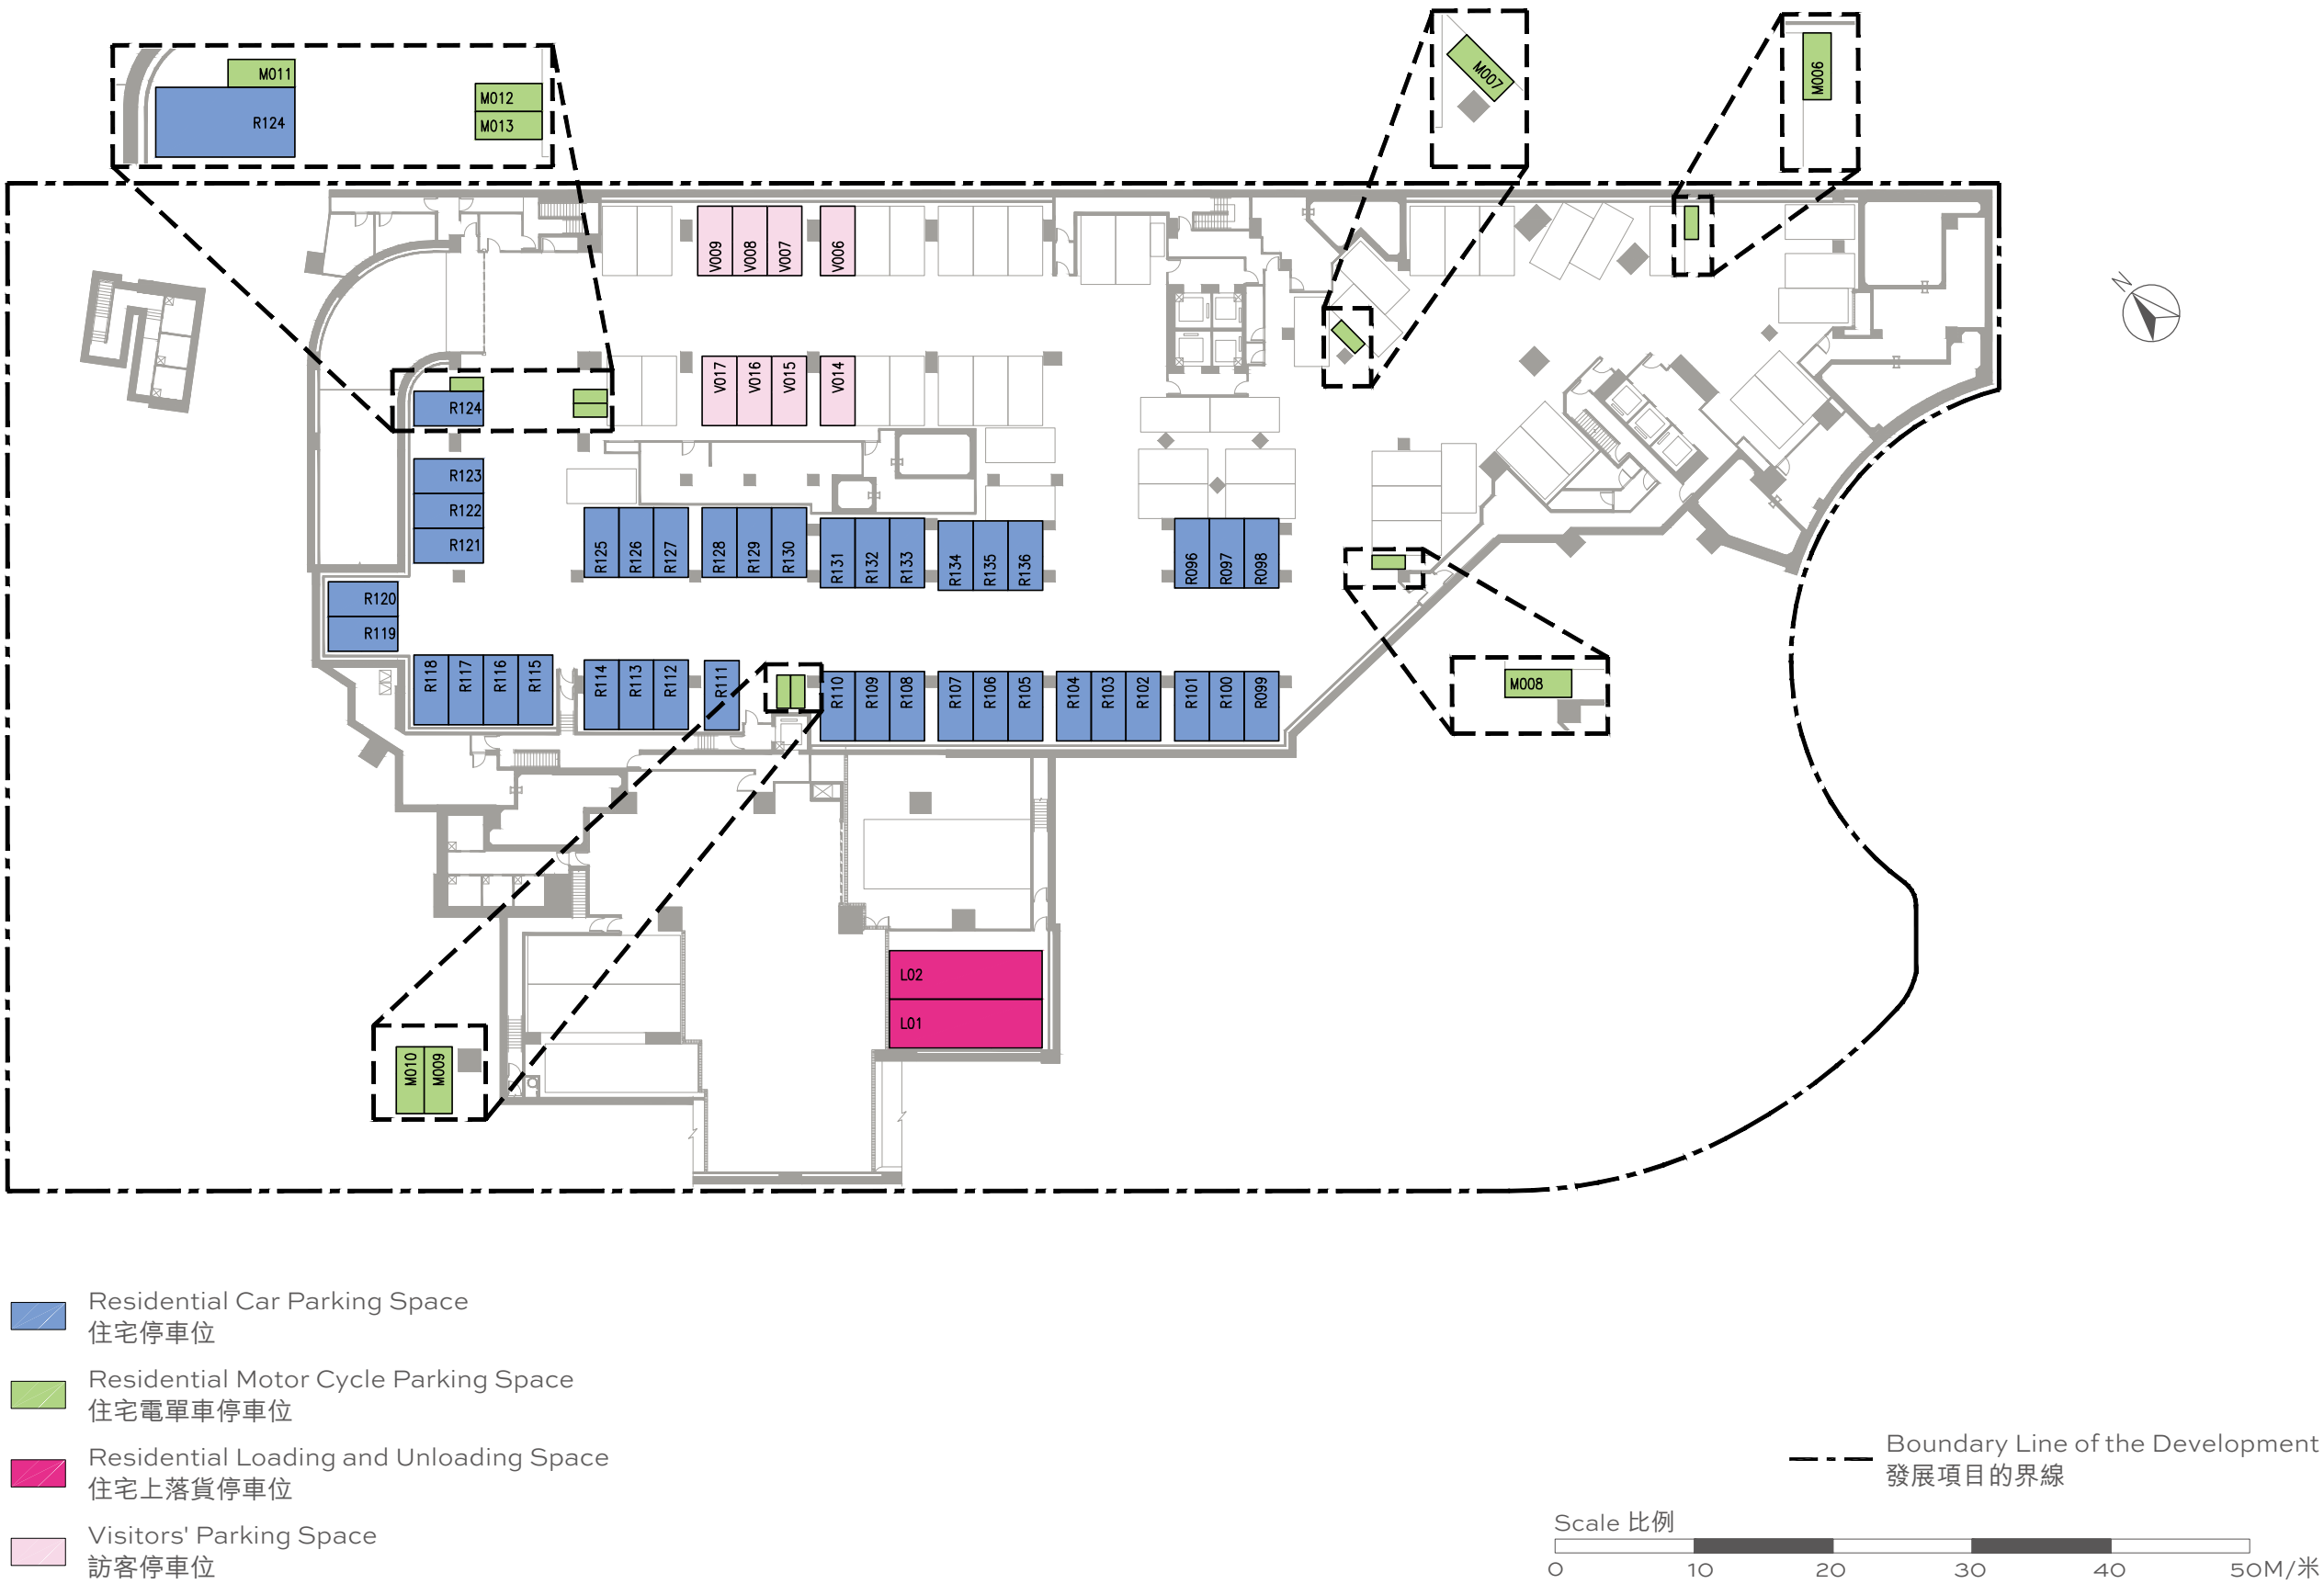 M011
R124
M012
M013
M007
M006
N
V009
V008
V007
V006
V017
V016
V015
V014
R124
R123
R122
R121
R120
R119
R125
R126
R127
R128
R129
R130
R131
R132
R133
R134
R135
R136
R096
R097
R098
R118
R117
R116
R115
R114
R113
R112
R111
R110
R109
R108
R107
R106
R105
R104
R103
R102
R101
R100
R099
M008
L02
L01
M010
M009
Residential Car Parking Space
住宅停車位
Residential Motor Cycle Parking Space
住宅電單車停車位
Residential Loading and Unloading Space
住宅上落貨停車位
Visitors' Parking Space
訪客停車位
Boundary Line of the Development
發展項目的界線
Scale 比例
0 10 20 30 40 50M/米